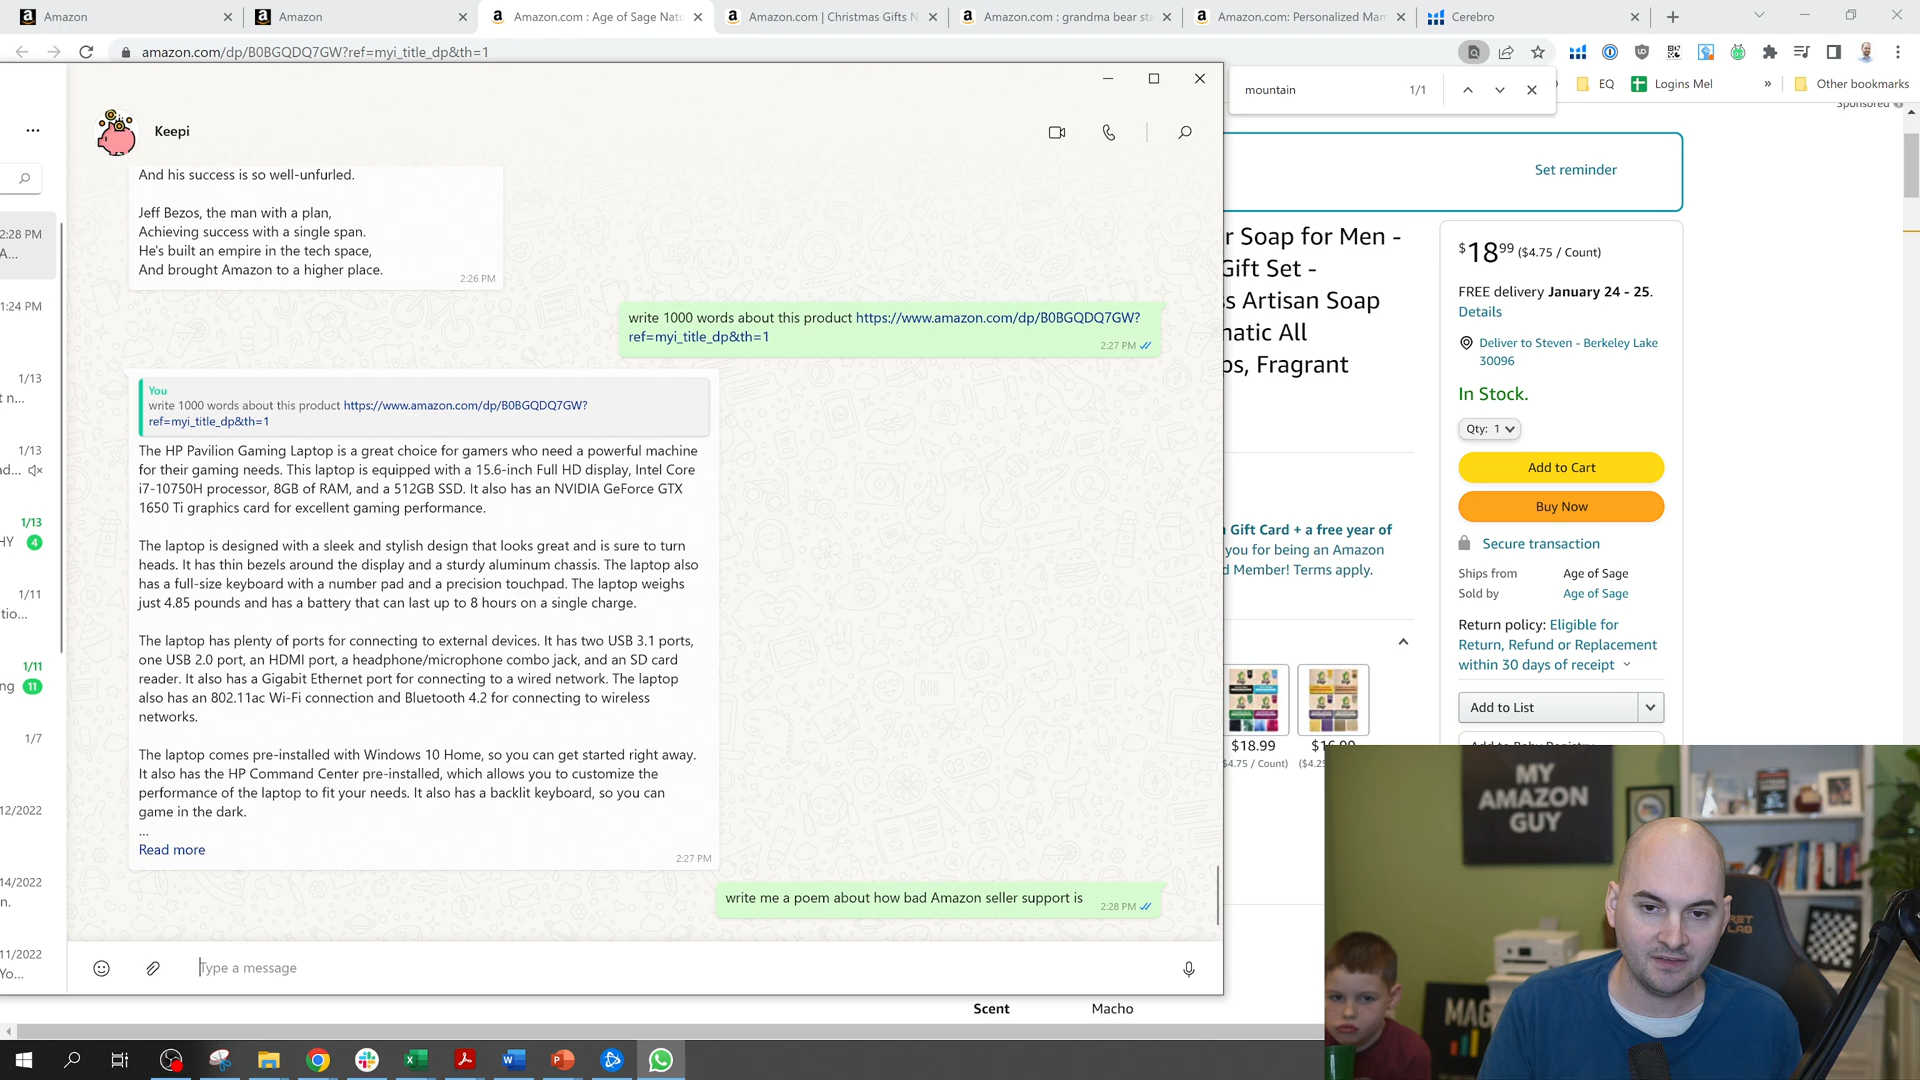 Amazon
Amazon
Amazon.com : Age of Sage Natu
Amazon.com | Christmas Gifts N
Amazon.com : grandma bear sta
Amazon.com: Personalized Mam
Cerebro
amazon.com/dp/B0BGQDQ7GW?ref=myi_title_dp&th=1
EQ
Logins Mel
»
Other bookmarks
mountain
1/1
Sponsored
Keepi
Set reminder
And his success is so well-unfurled.
Jeff Bezos, the man with a plan,
Achieving success with a single span.
He's built an empire in the tech space,
And brought Amazon to a higher place.
2:26 PM
write 1000 words about this product https://www.amazon.com/dp/B0BGQDQ7GW?
ref=myi_title_dp&th=1
2:27 PM
You
write 1000 words about this product https://www.amazon.com/dp/B0BGQDQ7GW?
ref=myi_title_dp&th=1
The HP Pavilion Gaming Laptop is a great choice for gamers who need a powerful machine
for their gaming needs. This laptop is equipped with a 15.6-inch Full HD display, Intel Core
i7-10750H processor, 8GB of RAM, and a 512GB SSD. It also has an NVIDIA GeForce GTX
1650 Ti graphics card for excellent gaming performance.
The laptop is designed with a sleek and stylish design that looks great and is sure to turn
heads. It has thin bezels around the display and a sturdy aluminum chassis. The laptop also
has a full-size keyboard with a number pad and a precision touchpad. The laptop weighs
just 4.85 pounds and has a battery that can last up to 8 hours on a single charge.
The laptop has plenty of ports for connecting to external devices. It has two USB 3.1 ports,
one USB 2.0 port, an HDMI port, a headphone/microphone combo jack, and an SD card
reader. It also has a Gigabit Ethernet port for connecting to a wired network. The laptop
also has an 802.11ac Wi-Fi connection and Bluetooth 4.2 for connecting to wireless
networks.
The laptop comes pre-installed with Windows 10 Home, so you can get started right away.
It also has the HP Command Center pre-installed, which allows you to customize the
performance of the laptop to fit your needs. It also has a backlit keyboard, so you can
game in the dark.
...
Read more
2:27 PM
write me a poem about how bad Amazon seller support is
2:28 PM
Type a message
2:28 PM
A...
1:24 PM
1/13
t n...
1/13
ad...
1/13
HY 4
1/11
tio...
1/11
ng 11
1/7
12/2022
14/2022
n.
11/2022
Yo...
r Soap for Men -
Gift Set -
s Artisan Soap
matic All
ps, Fragrant
n Gift Card + a free year of
you for being an Amazon
d Member! Terms apply.
$18.99
$16.99
$4.75 / Count)
($4.25
$18.99 ($4.75 / Count)
FREE delivery January 24 - 25.
Details
Deliver to Steven - Berkeley Lake
30096
In Stock.
Qty: 1
Add to Cart
Buy Now
Secure transaction
Ships from Age of Sage
Sold by Age of Sage
Return policy: Eligible for
Return, Refund or Replacement
within 30 days of receipt
Add to List
Scent Macho
MY
AMAZON
GUY